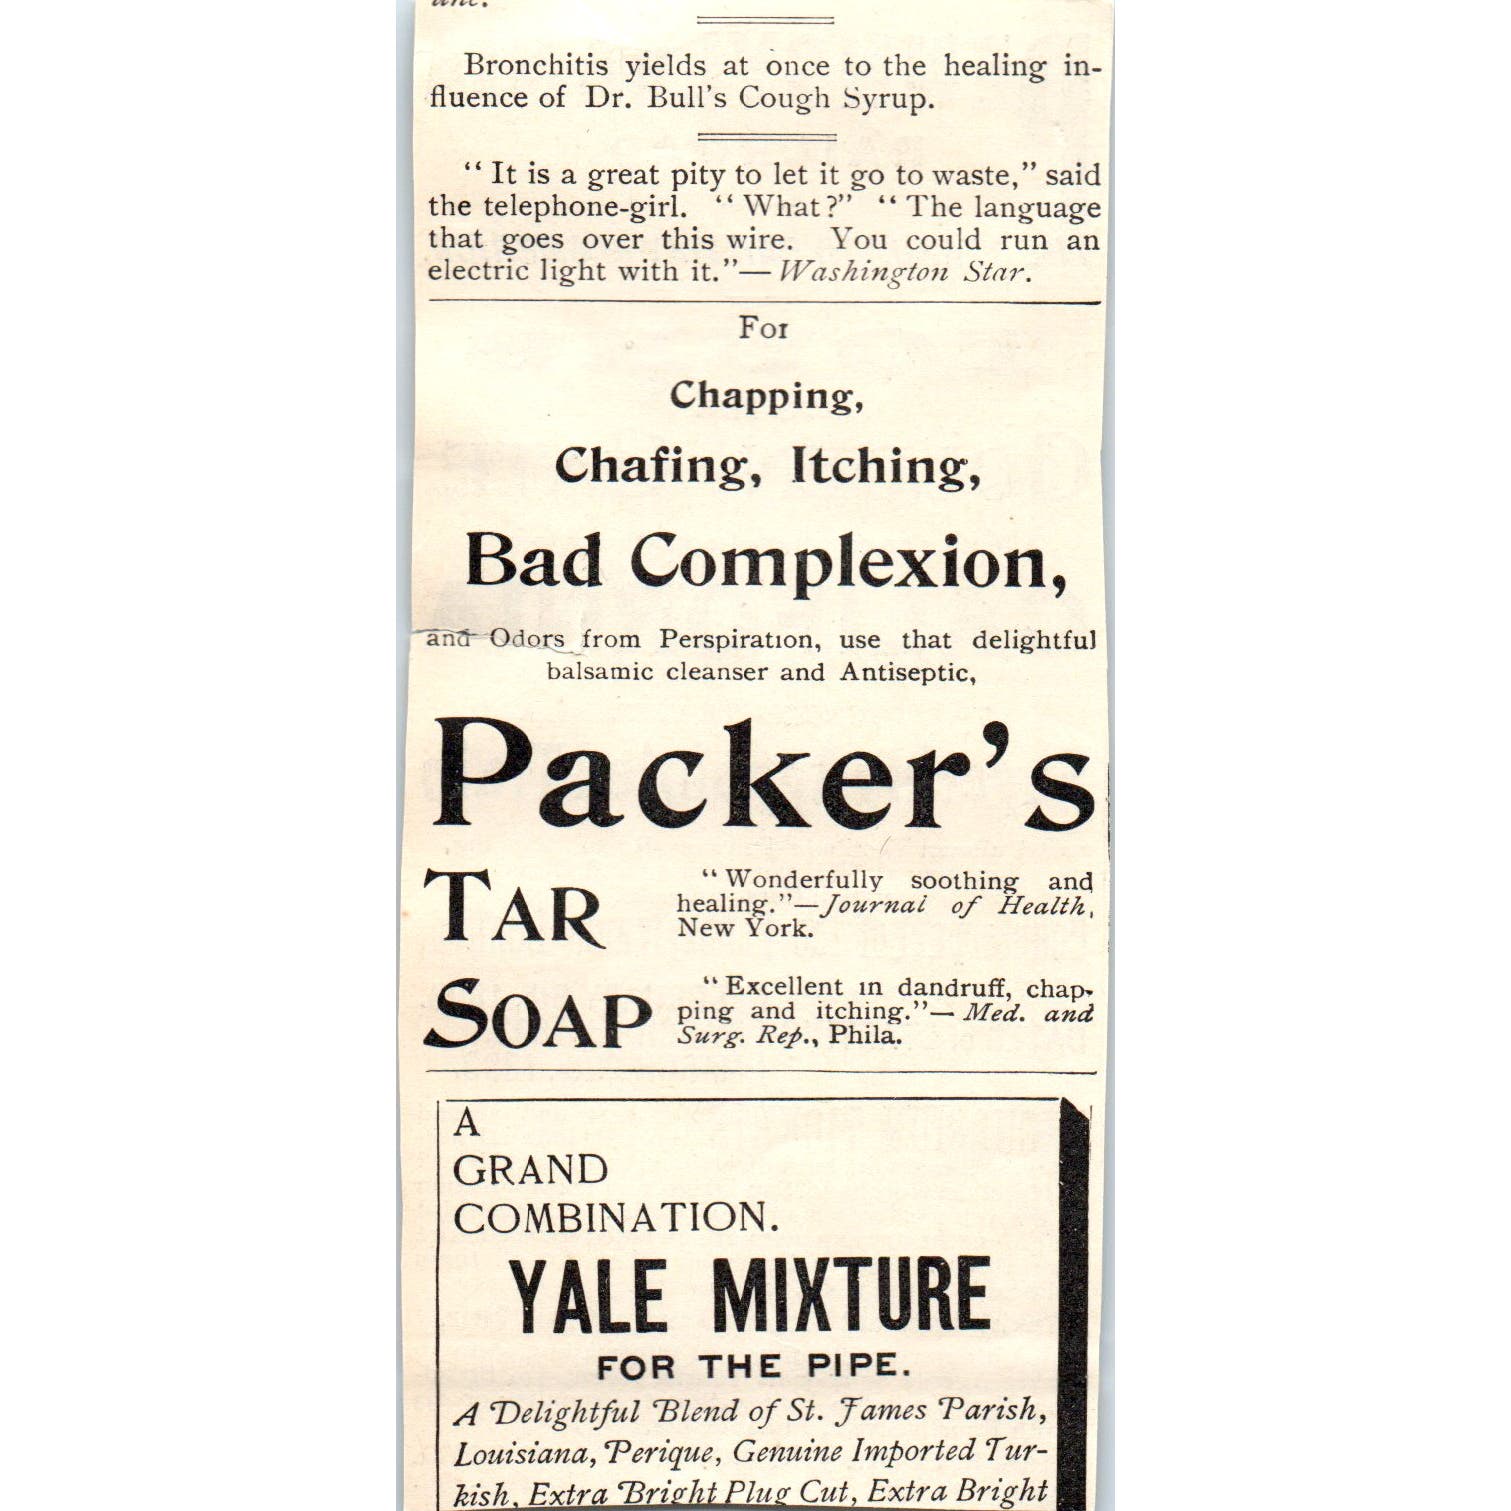 Bronchitis yields at once to the healing in-
fluence of Dr. Bull's Cough Syrup.
" It is a great pity to let it go to waste," said
the telephone-girl. " What?" " The language
that goes over this wire. You could run an
electric light with it."—Washington Star.
For
Chapping,
Chafing, Itching,
Bad Complexion,
and Odors from Perspiration, use that delightful
balsamic cleanser and Antiseptic,
Packer's
TAR
SOAP
" Wonderfully soothing and
healing."—Journal of Health,
New York.
" Excellent in dandruff, chap-
ping and itching."—Med. and
Surg. Rep., Phila.
A
GRAND
COMBINATION.
YALE MIXTURE
FOR THE PIPE.
A Delightful Blend of St. James Parish,
Louisiana, Perique, Genuine Imported Tur-
kish, Extra Bright Plug Cut, Extra Bright